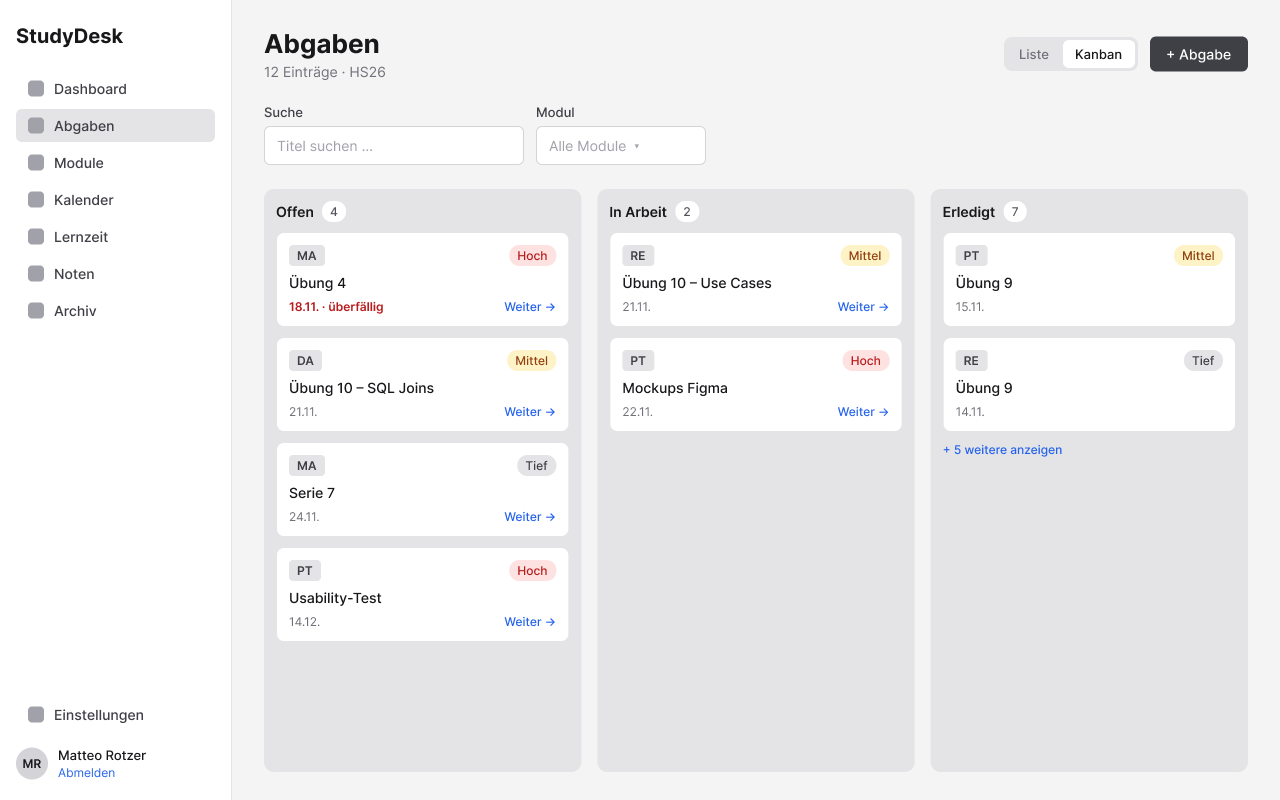 StudyDesk
Dashboard
Abgaben
Module
Kalender
Lernzeit
Noten
Archiv
Einstellungen
MR
Matteo Rotzer
Abmelden
Abgaben
12 Einträge · HS26
Liste
Kanban
+ Abgabe
Suche
Titel suchen ...
Modul
Alle Module ▾
Offen 4
MA Hoch
Übung 4
18.11. · überfällig Weiter →
DA Mittel
Übung 10 – SQL Joins
21.11. Weiter →
MA Tief
Serie 7
24.11. Weiter →
PT Hoch
Usability-Test
14.12. Weiter →
In Arbeit 2
RE Mittel
Übung 10 – Use Cases
21.11. Weiter →
PT Hoch
Mockups Figma
22.11. Weiter →
Erledigt 7
PT Mittel
Übung 9
15.11.
RE Tief
Übung 9
14.11.
+ 5 weitere anzeigen